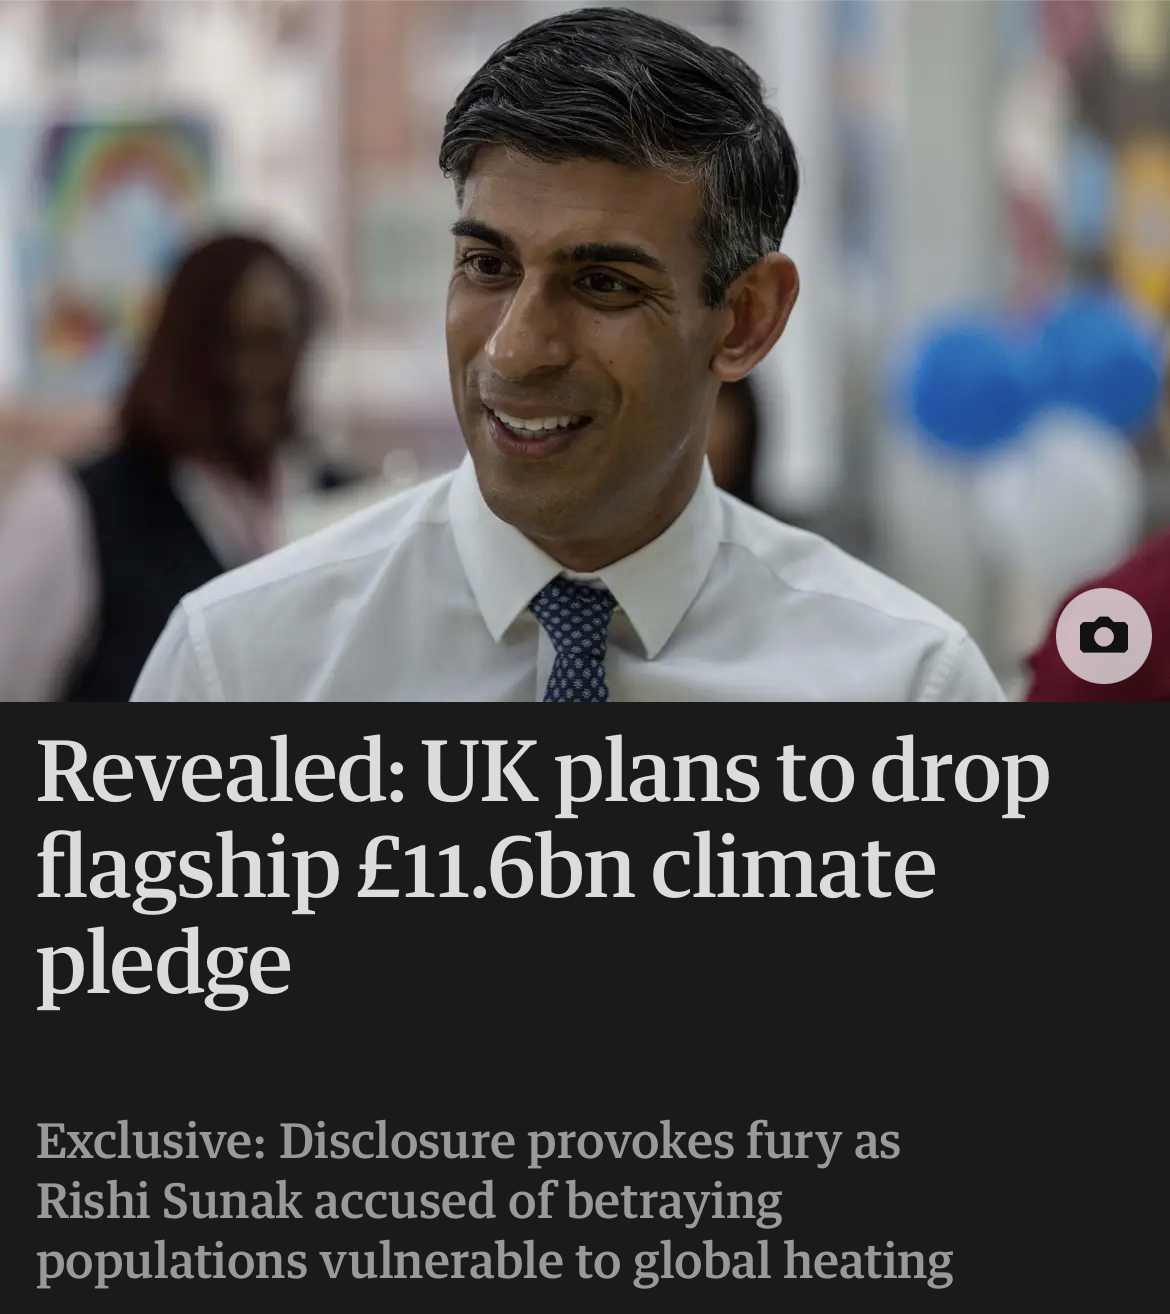 Revealed: UK plans to drop
flagship £11.6bn climate
pledge
Exclusive: Disclosure provokes fury as
Rishi Sunak accused of betraying
populations vulnerable to global heating